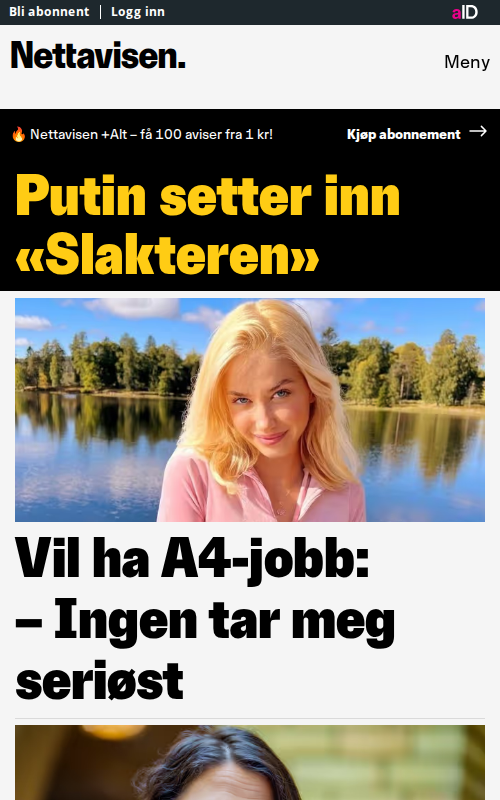 Bli abonnent | Logg inn
aID
Nettavisen.
Meny
🔥 Nettavisen +Alt – få 100 aviser fra 1 kr!
Kjøp abonnement →
Putin setter inn
«Slakteren»
Vil ha A4-jobb:
– Ingen tar meg
seriøst